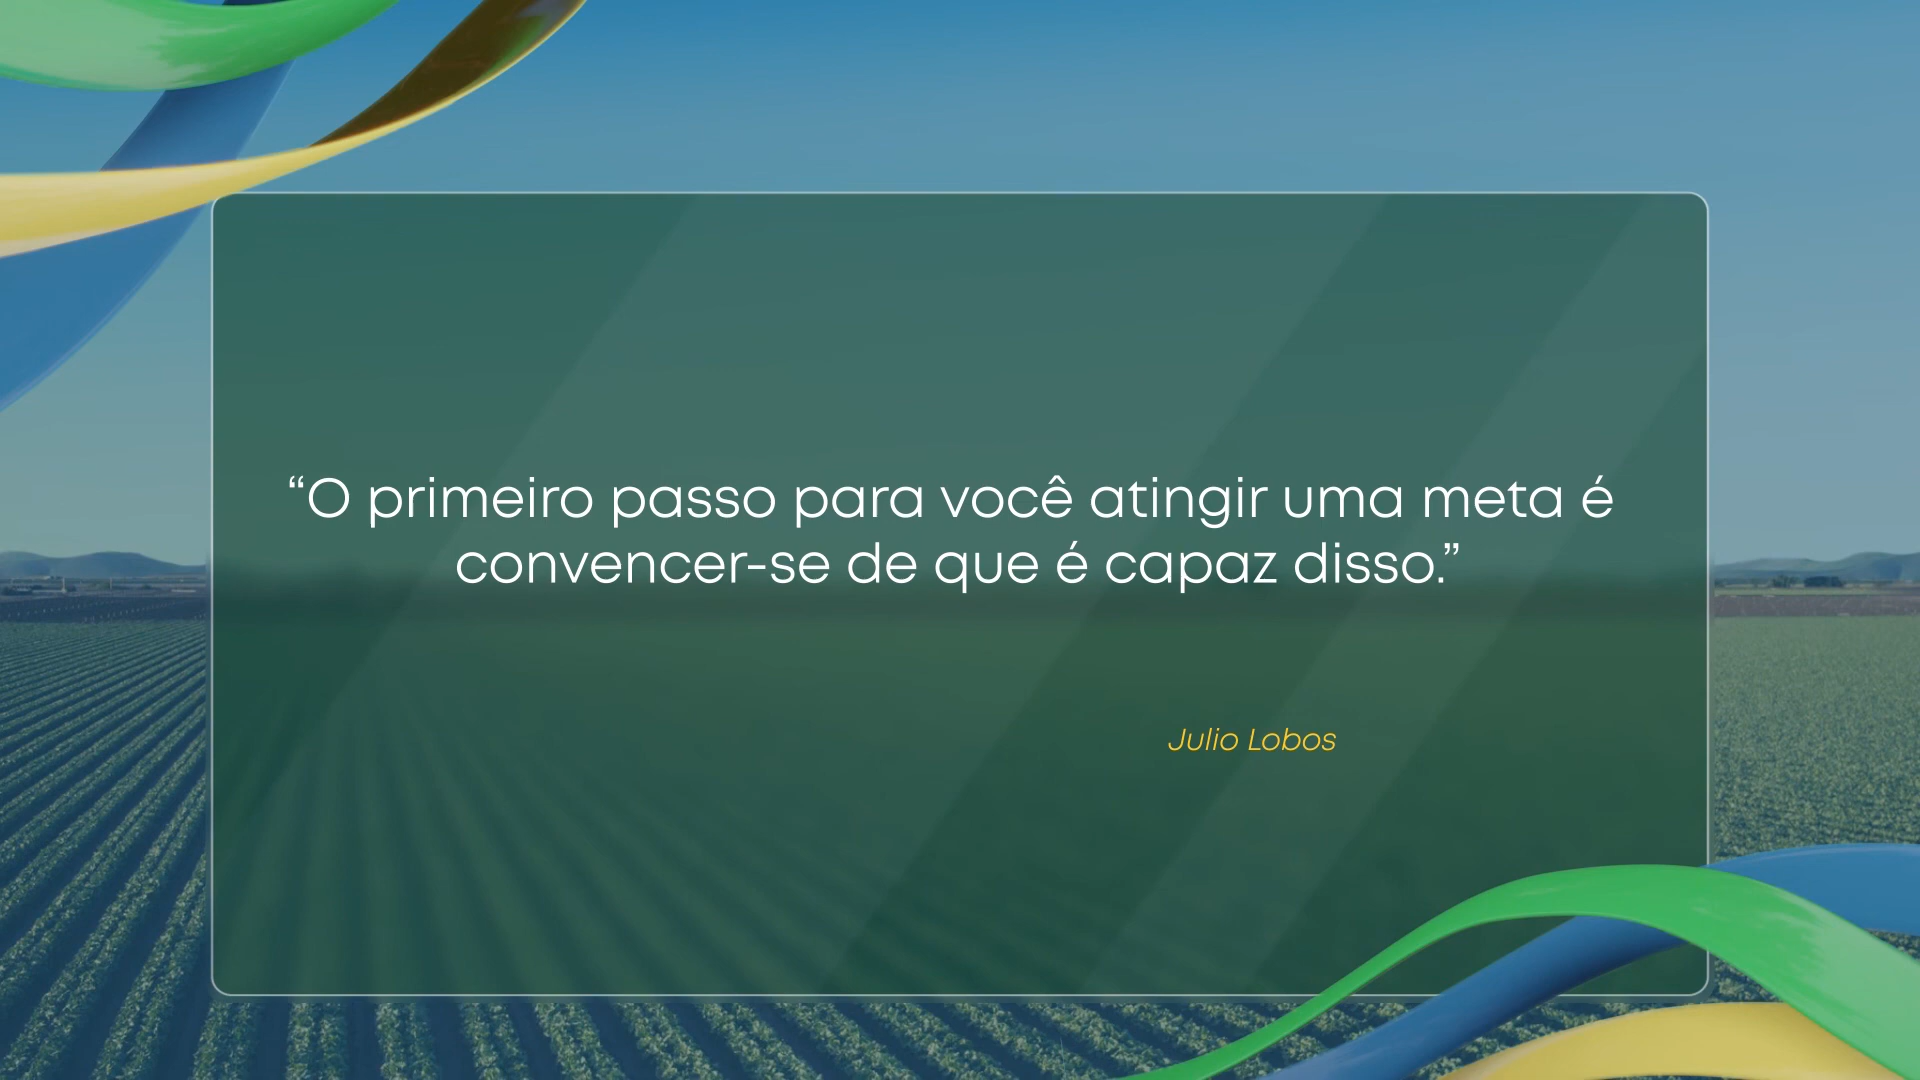 “O primeiro passo para você atingir uma meta é
convencer-se de que é capaz disso.”
Julio Lobos